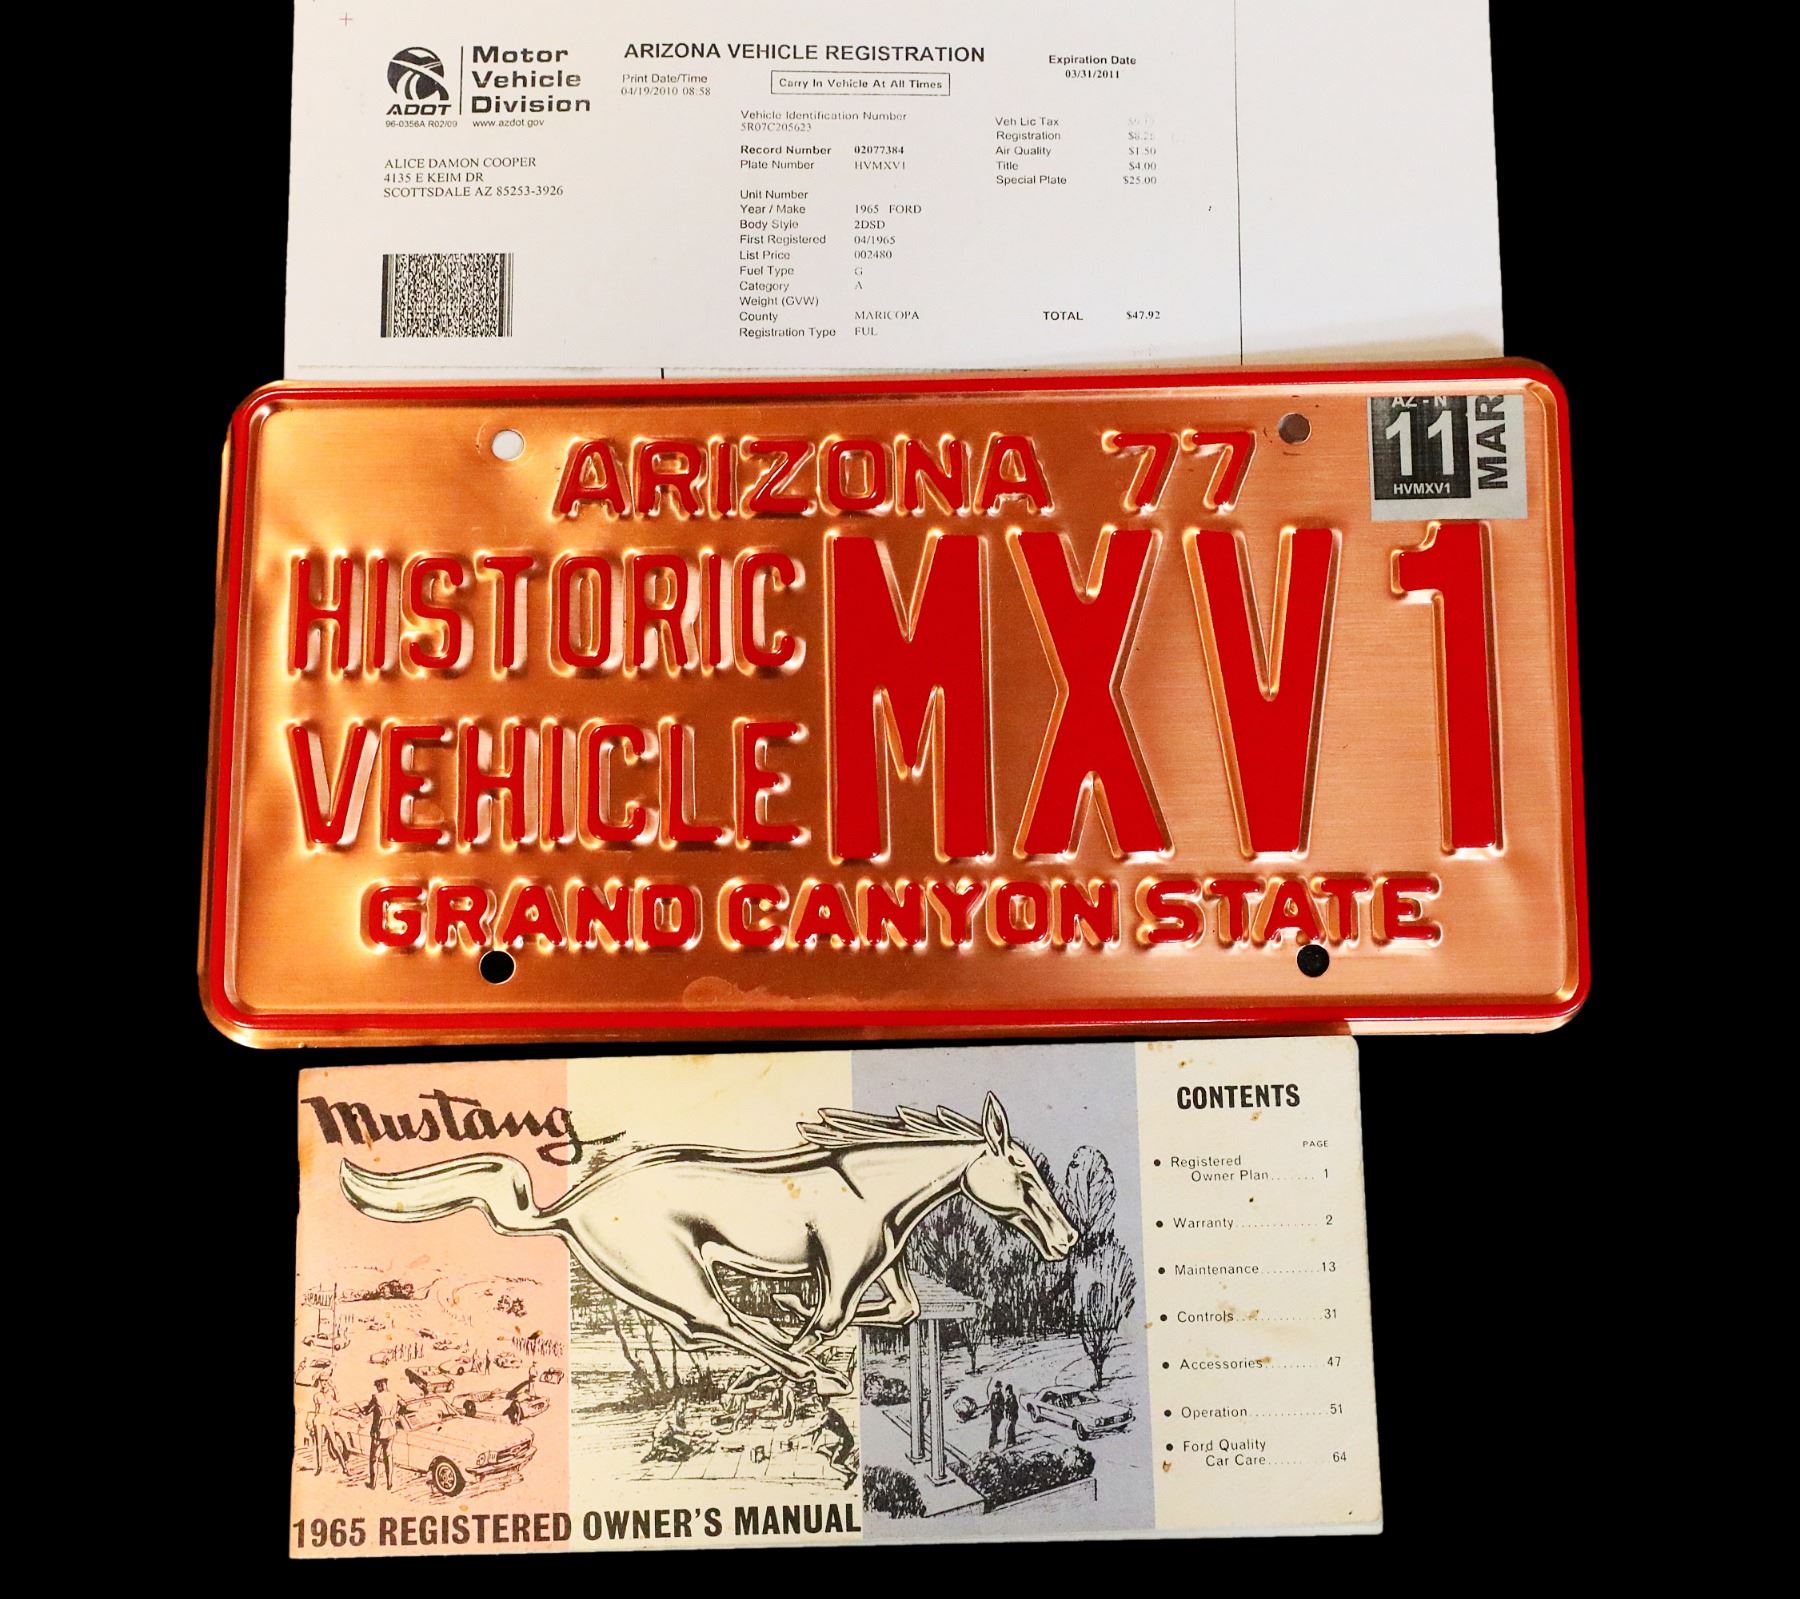 Motor
Vehicle
Division
ADOT
96-0356A R02/09 www.azdot.gov
ARIZONA VEHICLE REGISTRATION
Print Date/Time
04/19/2010 08:58
Carry In Vehicle At All Times
Expiration Date
03/31/2011
ALICE DAMON COOPER
4135 E KEIM DR
SCOTTSDALE AZ 85253-3926
Vehicle Identification Number
5R07C205623
Record Number 02077384
Plate Number HVMXV1
Unit Number
Year / Make 1965 FORD
Body Style 2DSD
First Registered 04/1965
List Price 002480
Fuel Type G
Category A
Weight (GVW)
County MARICOPA
Registration Type FUL
Veh Lic Tax
Registration $8.25
Air Quality $1.50
Title $4.00
Special Plate $25.00
TOTAL $47.92
ARIZONA 77
AZ - N
11
HVMXV1
MAR
HISTORIC
VEHICLE
MXV1
GRAND CANYON STATE
Mustang
RALLY
1965 REGISTERED OWNER'S MANUAL
CONTENTS
PAGE
• Registered
Owner Plan....... 1
• Warranty............ 2
• Maintenance.........13
• Controls............31
• Accessories......... 47
• Operation............51
• Ford Quality
Car Care........ 64